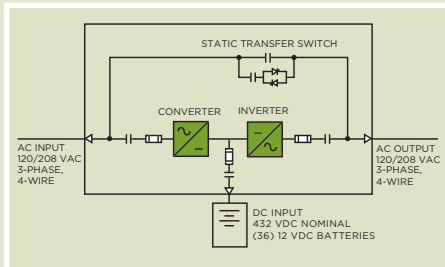 STATIC TRANSFER SWITCH
CONVERTER
INVERTER
AC INPUT
120/208 VAC
3-PHASE,
4-WIRE
AC OUTPUT
120/208 VAC
3-PHASE,
4-WIRE
DC INPUT
432 VDC NOMINAL
(36) 12 VDC BATTERIES